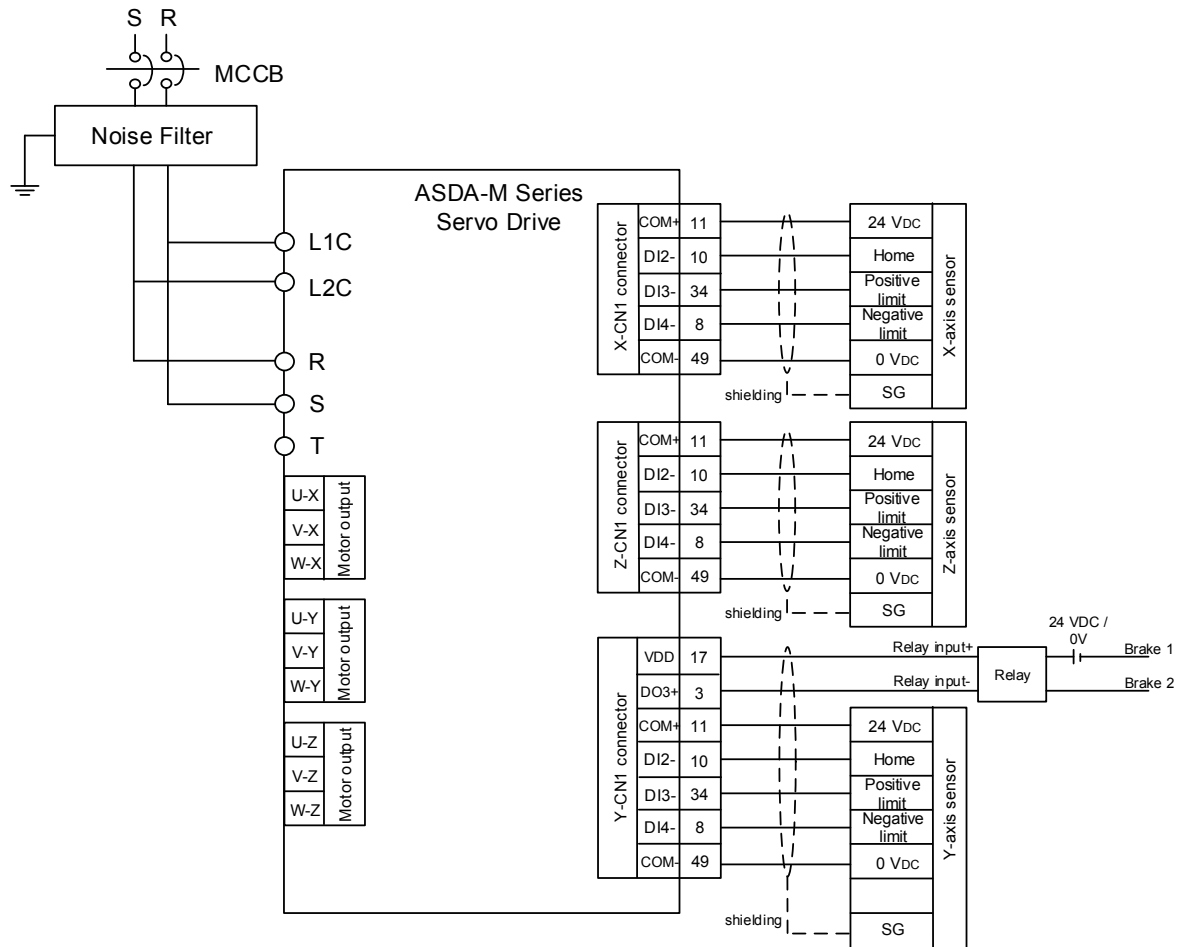 S R
MCCB
Noise Filter
ASDA-M Series
Servo Drive
L1C
L2C
R
S
T
U-X
V-X
W-X
Motor output
U-Y
V-Y
W-Y
Motor output
U-Z
V-Z
W-Z
Motor output
X-CN1 connector
COM+ 11 24 VDC
DI2- 10 Home
DI3- 34 Positive
limit
DI4- 8 Negative
limit
COM- 49 0 VDC
shielding SG
X-axis sensor
Z-CN1 connector
COM+ 11 24 VDC
DI2- 10 Home
DI3- 34 Positive
limit
DI4- 8 Negative
limit
COM- 49 0 VDC
shielding SG
Z-axis sensor
Y-CN1 connector
VDD 17 Relay input+
DO3+ 3 Relay input-
Relay
24 VDC /
0V
Brake 1
Brake 2
COM+ 11 24 VDC
DI2- 10 Home
DI3- 34 Positive
limit
DI4- 8 Negative
limit
COM- 49 0 VDC
shielding SG
Y-axis sensor